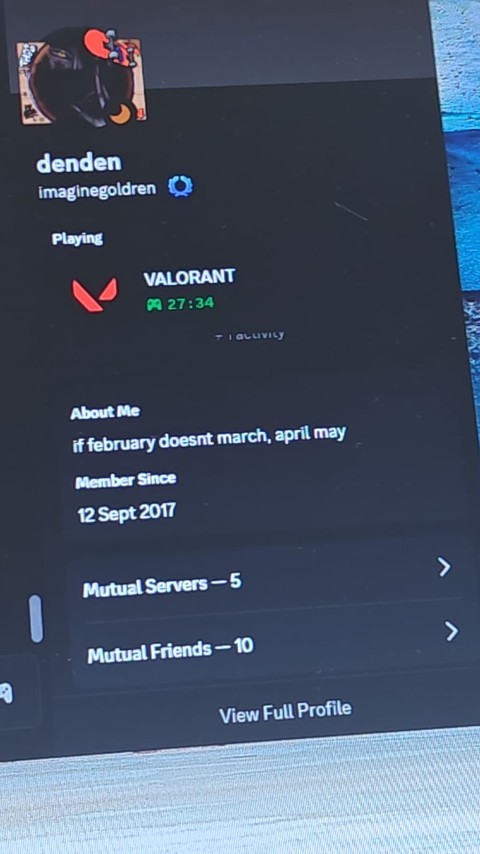 denden
imaginegoldren
Playing
VALORANT
27:34
activity
About Me
if february doesnt march, april may
Member Since
12 Sept 2017
Mutual Servers — 5
Mutual Friends — 10
View Full Profile